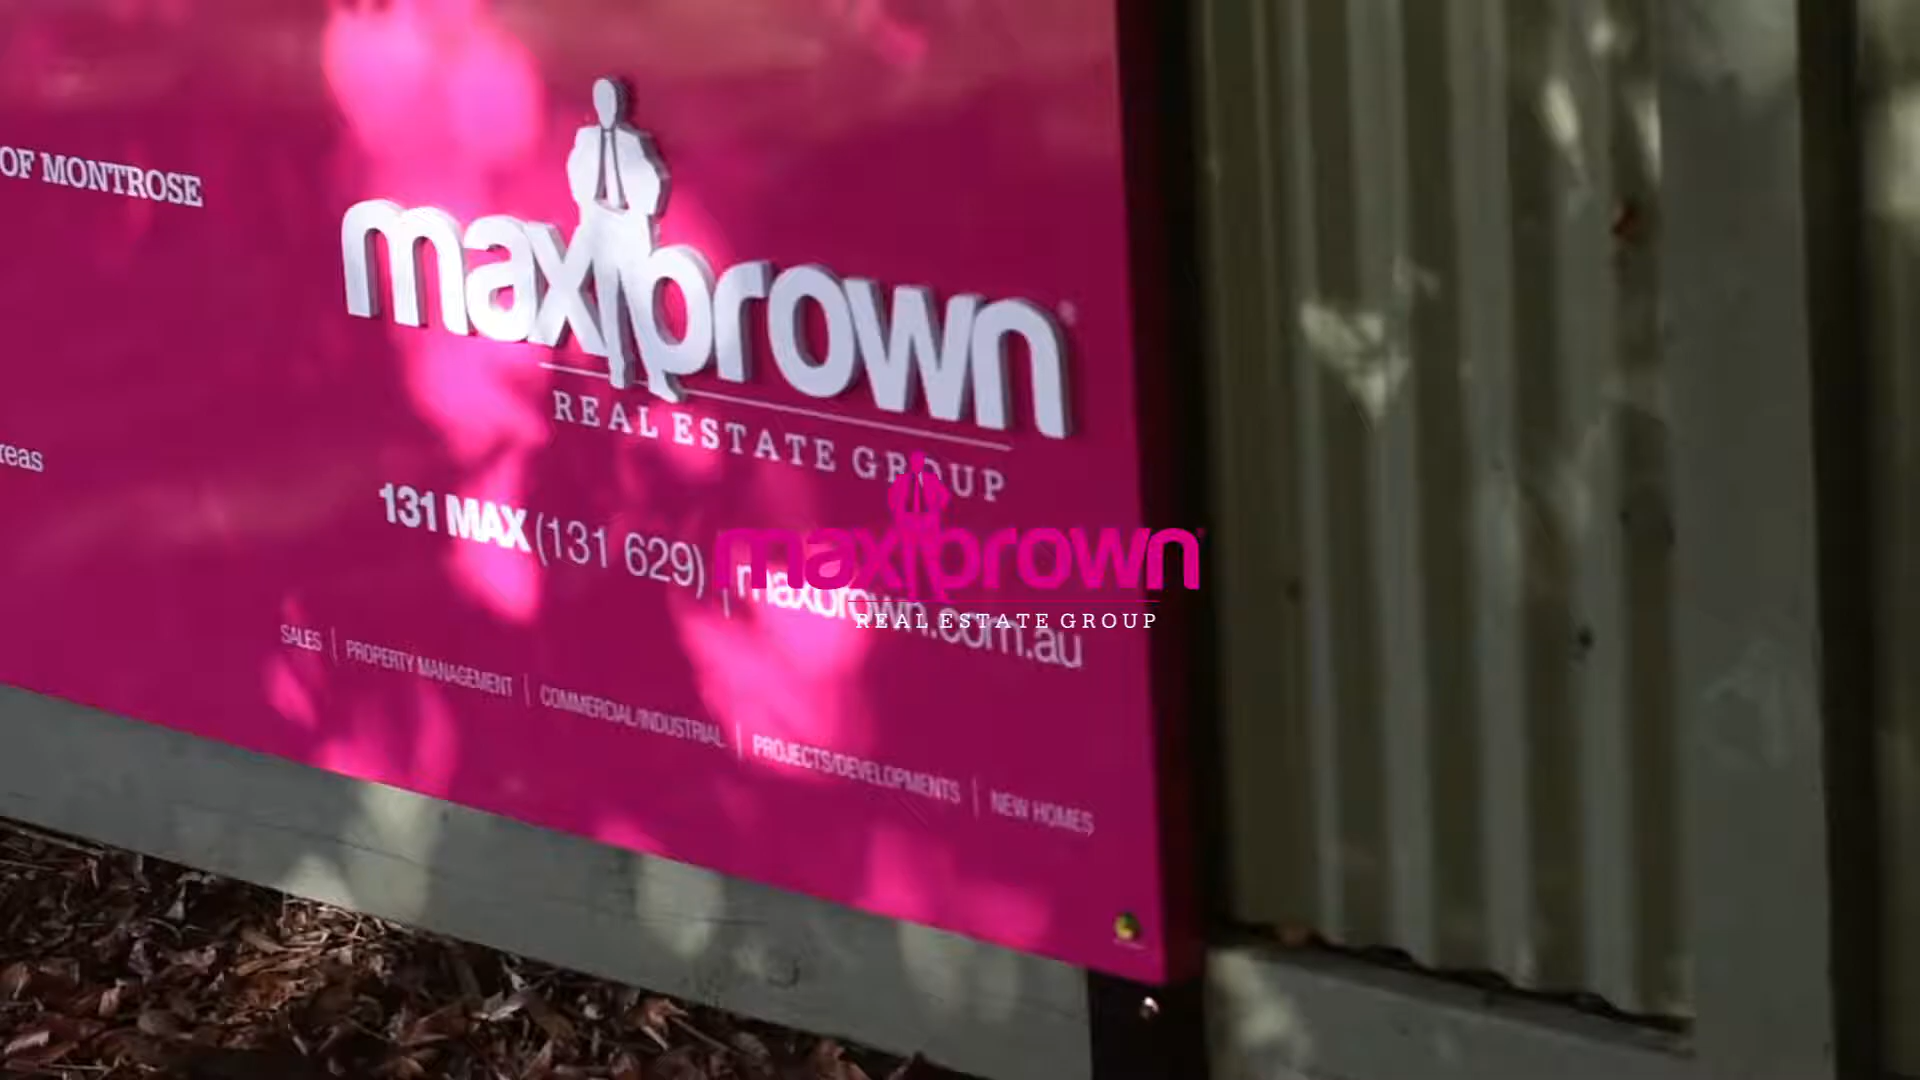 OF MONTROSE
maxbrown
REAL ESTATE GROUP
reas
131 MAX (131 629) | maxbrown.com.au
maxbrown
REAL ESTATE GROUP
SALES | PROPERTY MANAGEMENT | COMMERCIAL/INDUSTRIAL | PROJECTS/DEVELOPMENTS | NEW HOMES